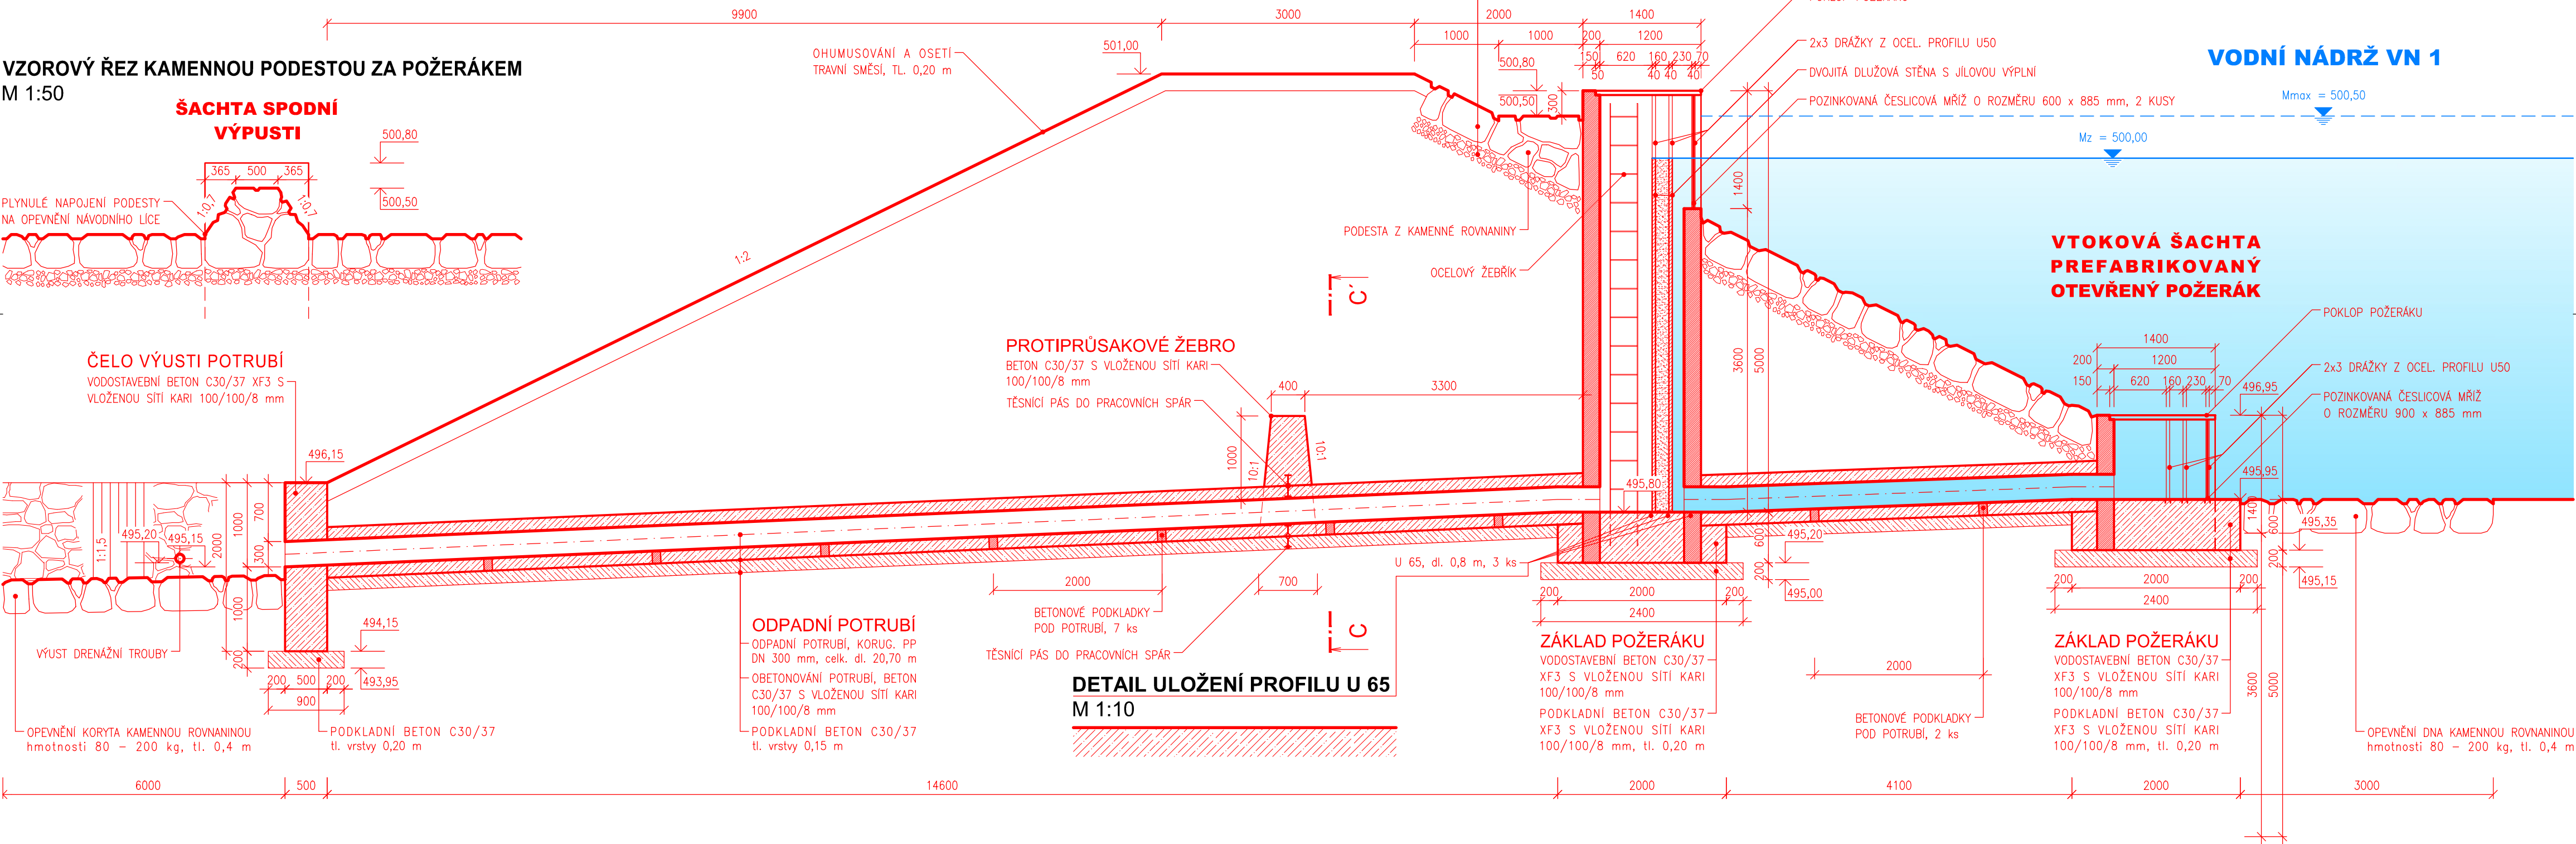 9900
3000
2000
1400
1000
1000
200
1200
150
620
160
230
70
50
40
40
40
VZOROVÝ ŘEZ KAMENNOU PODESTOU ZA POŽERÁKEM
M 1:50
ŠACHTA SPODNÍ
VÝPUSTI
500,80
365
500
365
1:0,7
1:0,7
500,50
PLYNULÉ NAPOJENÍ PODESTY
NA OPEVNĚNÍ NÁVODNÍHO LÍCE
OHUMUSOVÁNÍ A OSETÍ
TRAVNÍ SMĚSÍ, TL. 0,20 m
501,00
500,80
500,50
300
1:2
2x3 DRÁŽKY Z OCEL. PROFILU U50
DVOJITÁ DLUŽOVÁ STĚNA S JÍLOVOU VÝPLNÍ
POZINKOVANÁ ČESLICOVÁ MŘÍŽ O ROZMĚRU 600 x 885 mm, 2 KUSY
VODNÍ NÁDRŽ VN 1
Mmax = 500,50
Mz = 500,00
1400
3600
5000
PODESTA Z KAMENNÉ ROVNANINY
OCELOVÝ ŽEBŘÍK
C´
VTOKOVÁ ŠACHTA
PREFABRIKOVANÝ
OTEVŘENÝ POŽERÁK
POKLOP POŽERÁKU
1400
200
1200
150
620
160
230
70
2x3 DRÁŽKY Z OCEL. PROFILU U50
POZINKOVANÁ ČESLICOVÁ MŘÍŽ
O ROZMĚRU 900 x 885 mm
496,95
495,95
ČELO VÝUSTI POTRUBÍ
VODOSTAVEBNÍ BETON C30/37 XF3 S
VLOŽENOU SÍTÍ KARI 100/100/8 mm
PROTIPRŮSAKOVÉ ŽEBRO
BETON C30/37 S VLOŽENOU SÍTÍ KARI
100/100/8 mm
TĚSNÍCÍ PÁS DO PRACOVNÍCH SPÁR
400
3300
1000
10:1
10:1
496,15
1:1,5
495,20
495,15
2000
1000
700
300
1000
200
494,15
493,95
200
500
200
900
VÝUST DRENÁŽNÍ TROUBY
OPEVNĚNÍ KORYTA KAMENNOU ROVNANINOU
hmotnosti 80 - 200 kg, tl. 0,4 m
PODKLADNÍ BETON C30/37
tl. vrstvy 0,20 m
ODPADNÍ POTRUBÍ
ODPADNÍ POTRUBÍ, KORUG. PP
DN 300 mm, celk. dl. 20,70 m
OBETONOVÁNÍ POTRUBÍ, BETON
C30/37 S VLOŽENOU SÍTÍ KARI
100/100/8 mm
PODKLADNÍ BETON C30/37
tl. vrstvy 0,15 m
2000
700
BETONOVÉ PODKLADKY
POD POTRUBÍ, 7 ks
TĚSNÍCÍ PÁS DO PRACOVNÍCH SPÁR
C
DETAIL ULOŽENÍ PROFILU U 65
M 1:10
U 65, dl. 0,8 m, 3 ks
495,80
495,20
495,00
600
200
200
2000
200
2400
ZÁKLAD POŽERÁKU
VODOSTAVEBNÍ BETON C30/37
XF3 S VLOŽENOU SÍTÍ KARI
100/100/8 mm
PODKLADNÍ BETON C30/37
XF3 S VLOŽENOU SÍTÍ KARI
100/100/8 mm, tl. 0,20 m
2000
BETONOVÉ PODKLADKY
POD POTRUBÍ, 2 ks
200
2000
200
2400
ZÁKLAD POŽERÁKU
VODOSTAVEBNÍ BETON C30/37
XF3 S VLOŽENOU SÍTÍ KARI
100/100/8 mm
PODKLADNÍ BETON C30/37
XF3 S VLOŽENOU SÍTÍ KARI
100/100/8 mm, tl. 0,20 m
600
200
495,35
495,15
3600
5000
OPEVNĚNÍ DNA KAMENNOU ROVNANINOU
hmotnosti 80 - 200 kg, tl. 0,4 m
6000
500
14600
2000
4100
2000
3000